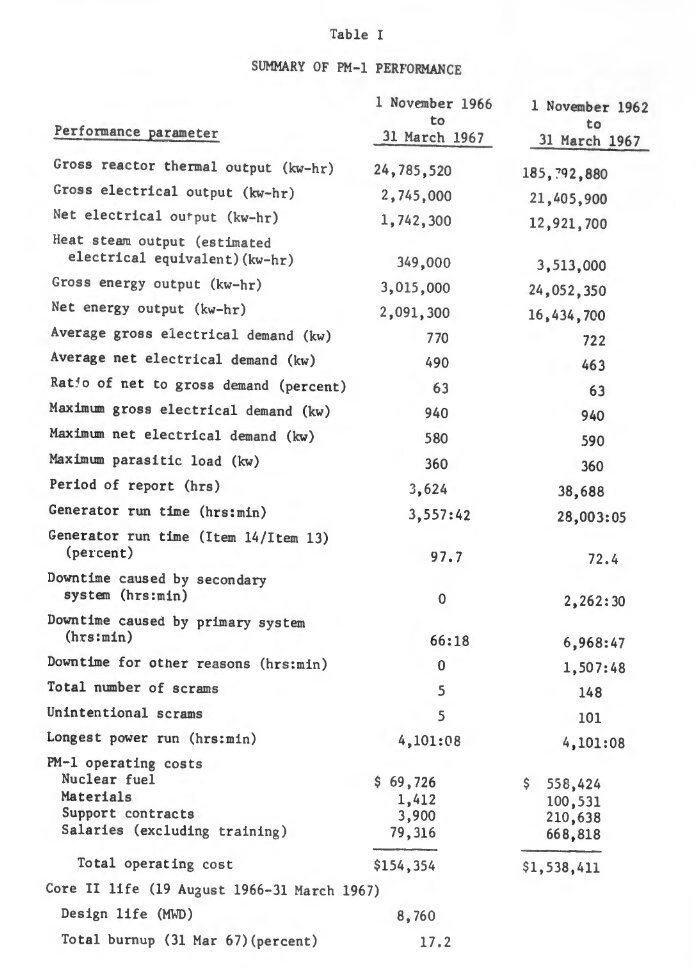 Table I
SUMMARY OF PM-1 PERFORMANCE
1 November 1966 1 November 1962
to to
Performance parameter 31 March 1967 31 March 1967
Gross reactor thermal output (kw-hr) 24,785,520
Gross electrical output (kw-hr) 2,745,000 21,405,900
Net electrical output (kw-hr) 1,742,300 12,921,700
Heat steam output (estimated
electrical equivalent)(kw-hr) 349,000 3,513,000
Gross energy output (kw-hr) 3,015,000 24,052,350
Net energy output (kw-hr) 2,091,300 16,434,700
Average gross electrical demand (kw) 770 722
Average net electrical demand (kw) 490 463
Ratio of net to gross demand (percent) 63 63
Maximum gross electrical demand (kw) 940 940
Maximum net electrical demand (kw) 580 590
Maximum parasitic load (kw) 360 360
Period of report (hrs) 3,624 38,688
Generator run time (hrs:min) 3,557:42 28,003:05
Generator run time (Item 14/Item 13)
(percent) 97.7 72.4
Downtime caused by secondary
system (hrs:min) 0 2,262:30
Downtime caused by primary system
(hrs:min) 66:18 6,968:47
Downtime for other reasons (hrs:min) 0 1,507:48
Total number of scrams 5 148
Unintentional scrams 5 101
Longest power run (hrs:min) 4,101:08 4,101:08
PM-1 operating costs
Nuclear fuel $ 69,726 $ 558,424
Materials 1,412 100,531
Support contracts 3,900 210,638
Salaries (excluding training) 79,316 668,818
Total operating cost $154,354 $1,538,411
Core II life (19 August 1966-31 March 1967)
Design life (MWD) 8,760
Total burnup (31 Mar 67)(percent) 17.2